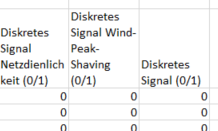 Diskretes
Signal
Netzdienlich
keit (0/1)
Diskretes
Signal Wind-
Peak-
Shaving
(0/1)
Diskretes
Signal (0/1)
0 0 0
0 0 0
0 0 0